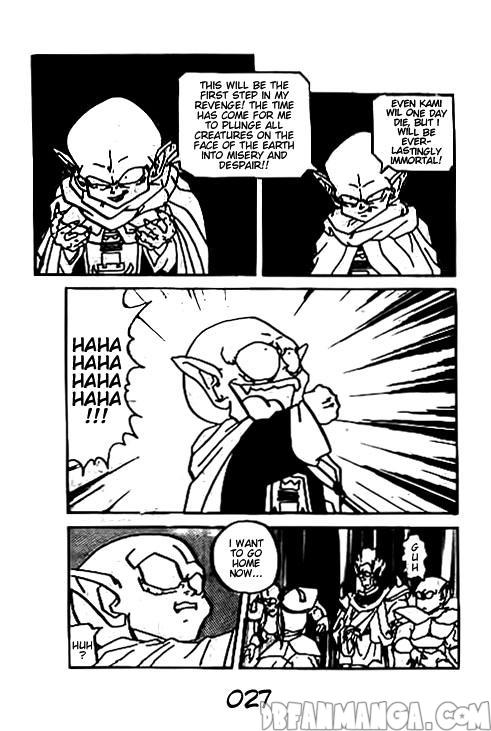 THIS WILL BE THE
FIRST STEP IN MY
REVENGE! THE TIME
HAS COME FOR ME
TO PLUNGE ALL
CREATURES ON THE
FACE OF THE EARTH
INTO MISERY AND
DESPAIR!!
EVEN KAMI
WIL ONE DAY
DIE, BUT I
WILL BE
EVER-
LASTINGLY
IMMORTAL!
HAHA
HAHA
HAHA
HAHA
!!!
HUH
?
I WANT
TO GO
HOME
NOW...
GUH
027
DBFANMANGA.COM